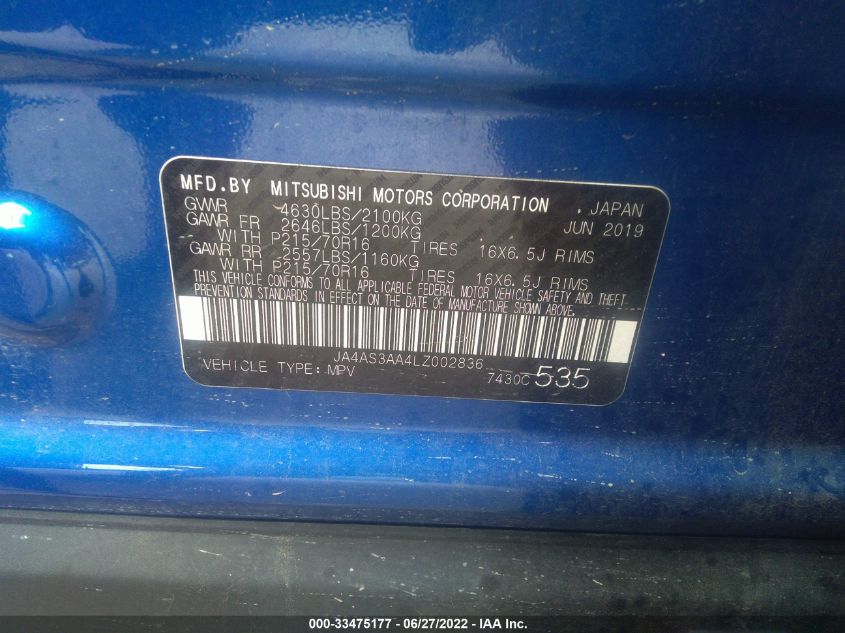 MFD.BY MITSUBISHI MOTORS CORPORATION , JAPAN
GVWR 4630LBS/2100KG JUN 2019
GAWR FR 2646LBS/1200KG
WITH P215/70R16 TIRES 16X6.5J RIMS
GAWR RR 2557LBS/1160KG
WITH P215/70R16 TIRES 16X6.5J RIMS
THIS VEHICLE CONFORMS TO ALL APPLICABLE FEDERAL MOTOR VEHICLE SAFETY AND THEFT
PREVENTION STANDARDS IN EFFECT ON THE DATE OF MANUFACTURE SHOWN ABOVE.
JA4AS3AA4LZ002836
VEHICLE TYPE: MPV 7430C 535
000-33475177 - 06/27/2022 - IAA Inc.